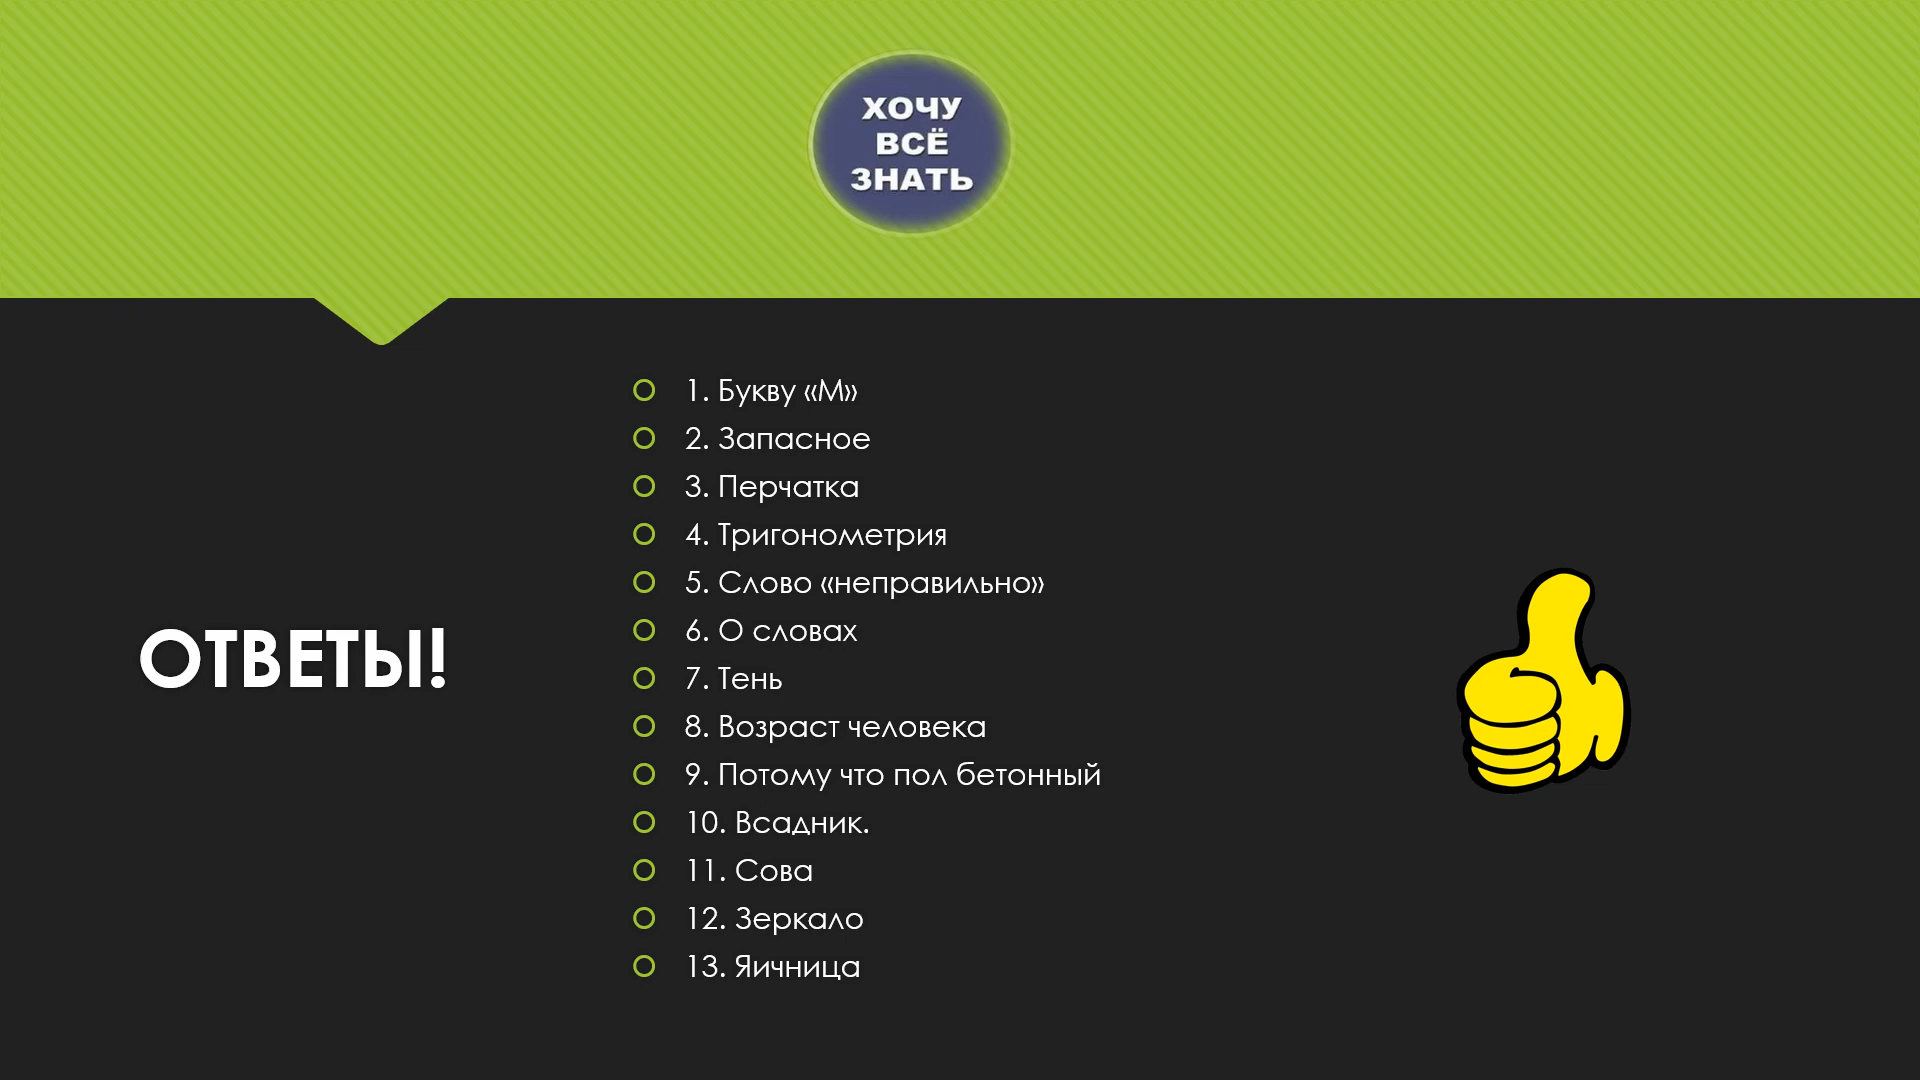 ХОЧУ
ВСЁ
ЗНАТЬ
ОТВЕТЫ!
1. Букву «М»
2. Запасное
3. Перчатка
4. Тригонометрия
5. Слово «неправильно»
6. О словах
7. Тень
8. Возраст человека
9. Потому что пол бетонный
10. Всадник.
11. Сова
12. Зеркало
13. Яичница